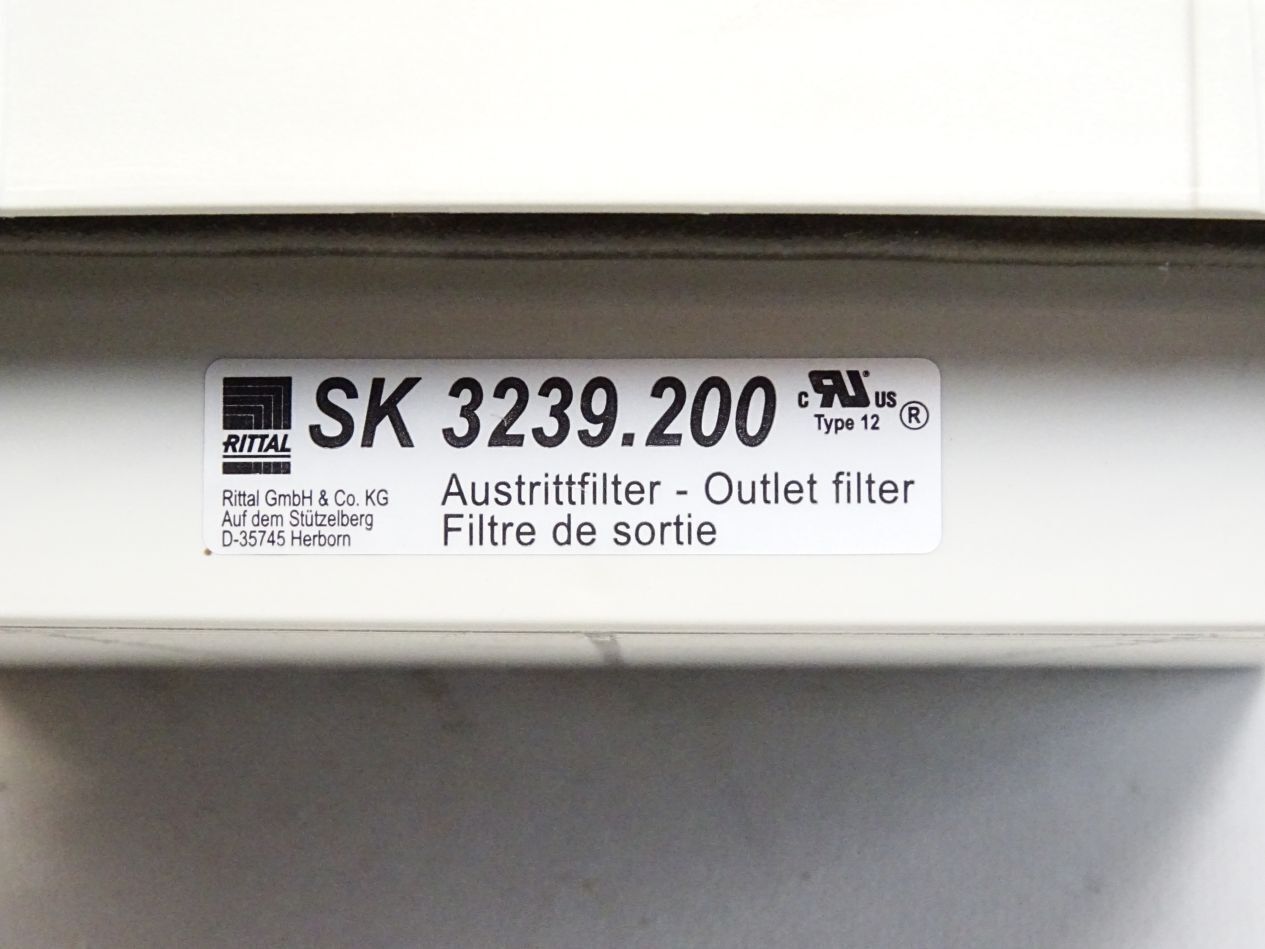 RITTAL
SK 3239.200
c RU US ®
Type 12
Rittal GmbH & Co. KG
Auf dem Stützelberg
D-35745 Herborn
Austrittfilter - Outlet filter
Filtre de sortie